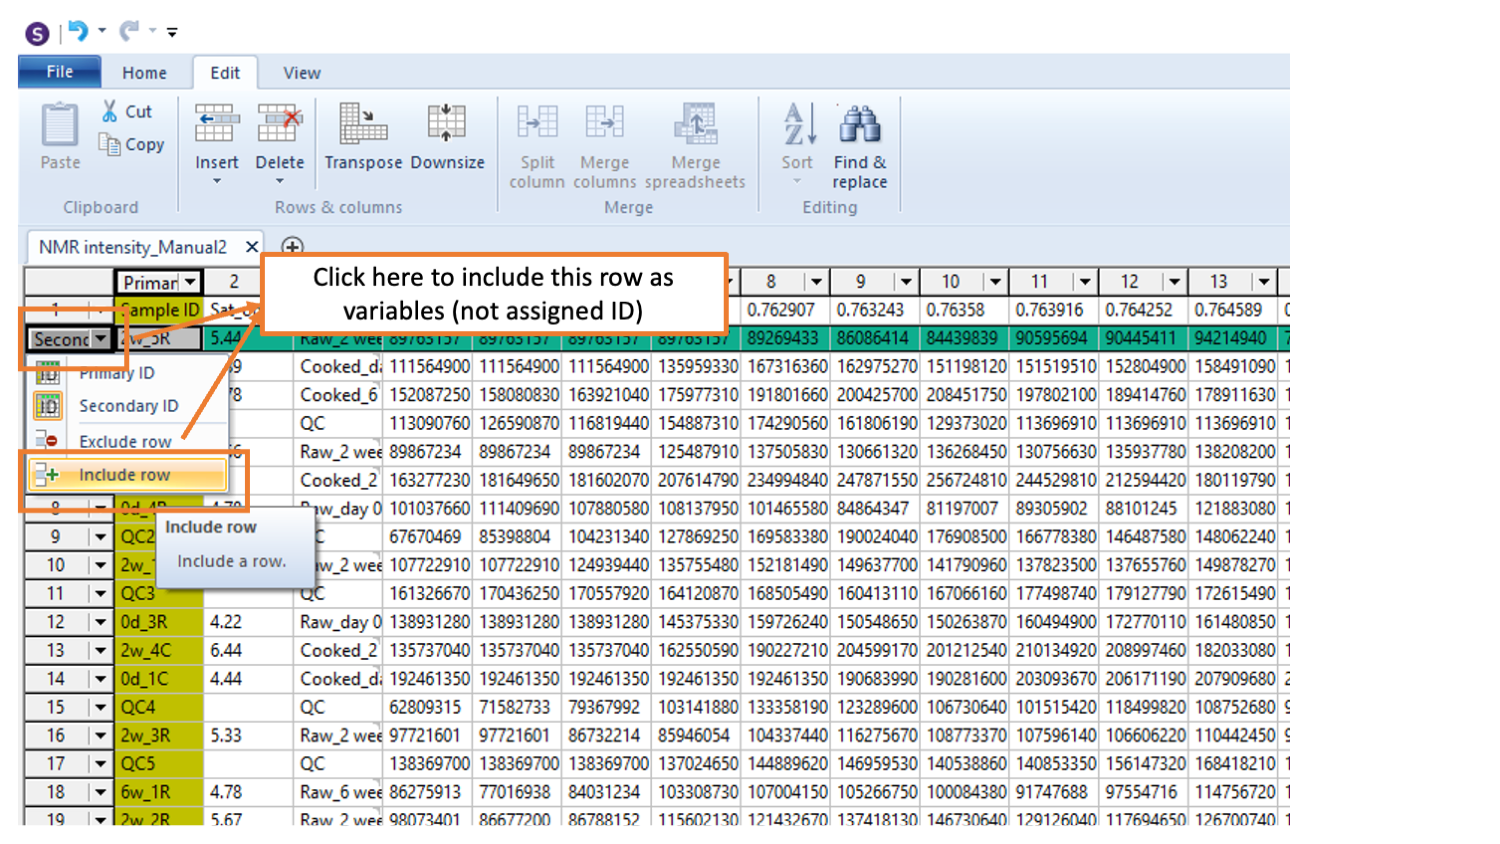 S
File Home Edit View
Cut
Copy
Paste Insert Delete Transpose Downsize Split column Merge columns Merge spreadsheets Sort Find & replace
Clipboard Rows & columns Merge Editing
NMR intensity_Manual2
Click here to include this row as
variables (not assigned ID)
Primar 2 8 9 10 11 12 13
1 Sample ID 0.762907 0.763243 0.76358 0.763916 0.764252 0.764589
Second 2w_5R 5.44 Raw_2 wee 89763157 89763157 89763157 89763157 89269433 86086414 84439839 90595694 90445411 94214940
Primary ID Cooked_d 111564900 111564900 111564900 135959330 167316360 162975270 151198120 151519510 152804900 158491090
Secondary ID Cooked_6 152087250 158080830 163921040 175977310 191801660 200425700 208451750 197802100 189414760 178911630
QC 113090760 126590870 116819440 154887310 174290560 161806190 129373020 113696910 113696910 113696910
Exclude row Raw_2 wee 89867234 89867234 89867234 125487910 137505830 130661320 136268450 130756630 135937780 138208200
Include row Cooked_2 163277230 181649650 181602070 207614790 234994840 247871550 256724810 244529810 212594420 180119790
8 0d_4R 4.78 Raw_day 0 101037660 111409690 107880580 108137950 101465580 84864347 81197007 89305902 88101245 121883080
Include row
Include a row.
9 QC2 67670469 85398804 104231340 127869250 169583380 190024040 176908500 166778380 146487580 148062240
10 2w_ 107722910 107722910 124939440 135755480 152181490 149637700 141790960 137823500 137655760 149878270
11 QC3 QC 161326670 170436250 170557920 164120870 168505490 160413110 167066160 177498740 179127790 172615490
12 0d_3R 4.22 Raw_day 0 138931280 138931280 138931280 145375330 159726240 150548650 150263870 160494900 172770110 161480850
13 2w_4C 6.44 Cooked_2 135737040 135737040 135737040 162550590 190227210 204599170 201212540 210134920 208997460 182033080
14 0d_1C 4.44 Cooked_d 192461350 192461350 192461350 192461350 192461350 190683990 190281600 203093670 206171190 207909680
15 QC4 QC 62809315 71582733 79367992 103141880 133358190 123289600 106730640 101515420 118499820 108752680
16 2w_3R 5.33 Raw_2 wee 97721601 97721601 86732214 85946054 104337440 116275670 108773370 107596140 106606220 110442450
17 QC5 QC 138369700 138369700 138369700 137024650 144889620 146959530 140538860 140853350 156147320 168418210
18 6w_1R 4.78 Raw_6 wee 86275913 77016938 84031234 103308730 107004150 105266750 100084380 91747688 97554716 114756720
19 2w_2R 5.67 Raw_2 wee 98073401 86677200 86788152 115602130 121432670 137418130 146730640 129126040 117694650 126700740